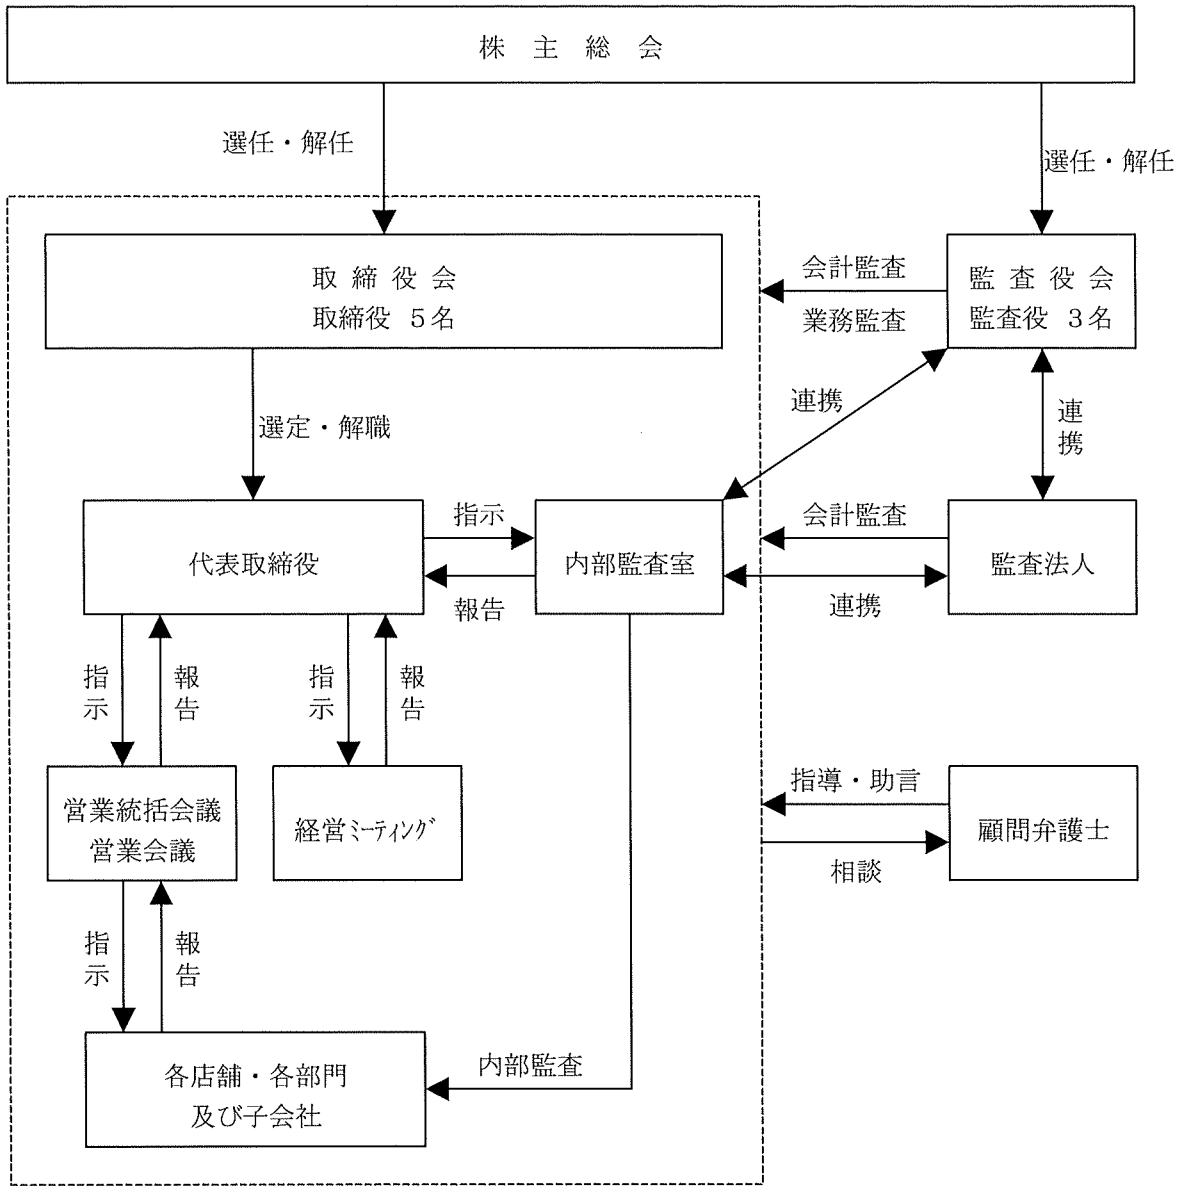 株主総会
選任・解任
選任・解任
取締役会
取締役 5名
会計監査
業務監査
監査役会
監査役 3名
連携
連
携
選定・解職
代表取締役
指示
報告
内部監査室
会計監査
連携
監査法人
指
示
報
告
指
示
報
告
営業統括会議
営業会議
経営ﾐｰﾃｨﾝｸﾞ
指導・助言
相談
顧問弁護士
指
示
報
告
各店舗・各部門
及び子会社
内部監査